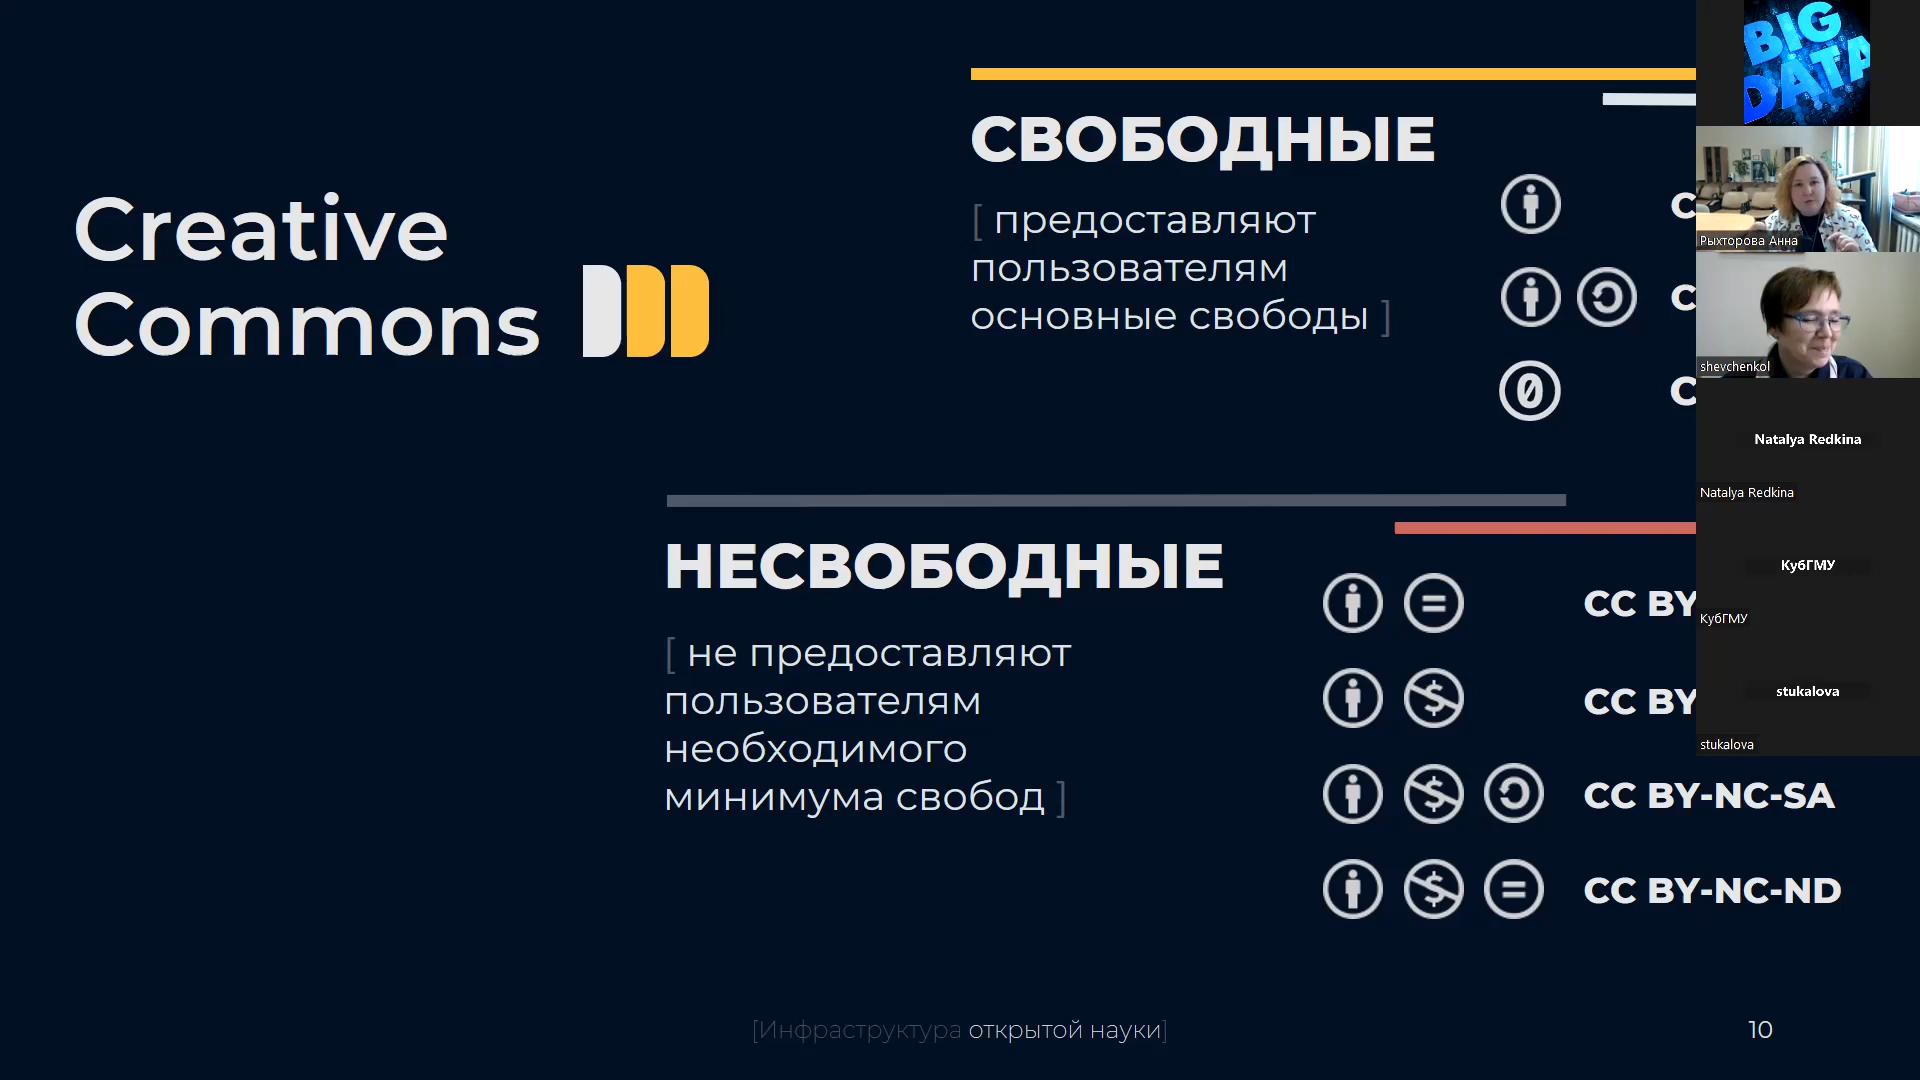 Creative
Commons
СВОБОДНЫЕ
[ предоставляют
пользователям
основные свободы ]
НЕСВОБОДНЫЕ
[ не предоставляют
пользователям
необходимого
минимума свобод ]
CC BY
CC BY
CC BY-NC-SA
CC BY-NC-ND
[Инфраструктура открытой науки]
10
BIG
DATA
Рыхторова Анна
shevchenkol
Natalya Redkina
Natalya Redkina
КубГМУ
КубГМУ
stukalova
stukalova